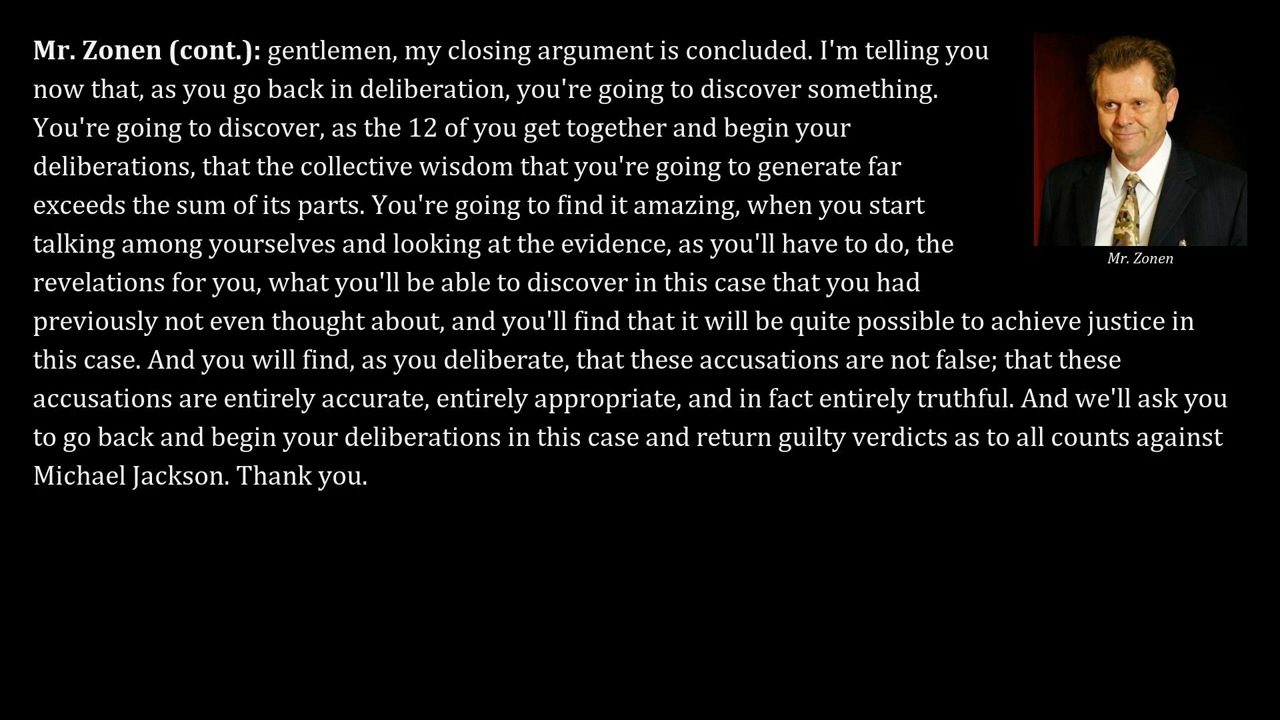 Mr. Zonen (cont.): gentlemen, my closing argument is concluded. I'm telling you
now that, as you go back in deliberation, you're going to discover something.
You're going to discover, as the 12 of you get together and begin your
deliberations, that the collective wisdom that you're going to generate far
exceeds the sum of its parts. You're going to find it amazing, when you start
talking among yourselves and looking at the evidence, as you'll have to do, the
revelations for you, what you'll be able to discover in this case that you had
previously not even thought about, and you'll find that it will be quite possible to achieve justice in
this case. And you will find, as you deliberate, that these accusations are not false; that these
accusations are entirely accurate, entirely appropriate, and in fact entirely truthful. And we'll ask you
to go back and begin your deliberations in this case and return guilty verdicts as to all counts against
Michael Jackson. Thank you.
Mr. Zonen